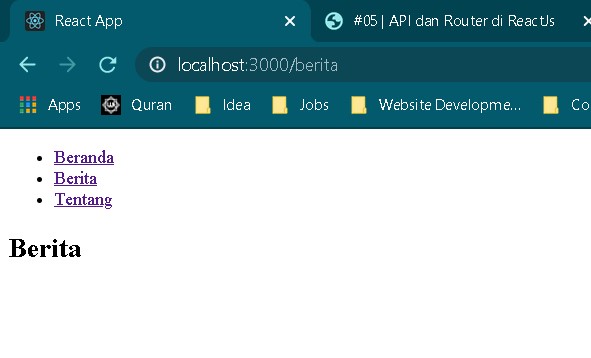 React App
#05 | API dan Router di ReactJs
localhost:3000/berita
Apps Quran Idea Jobs Website Developme... Co
Beranda
Berita
Tentang
Berita